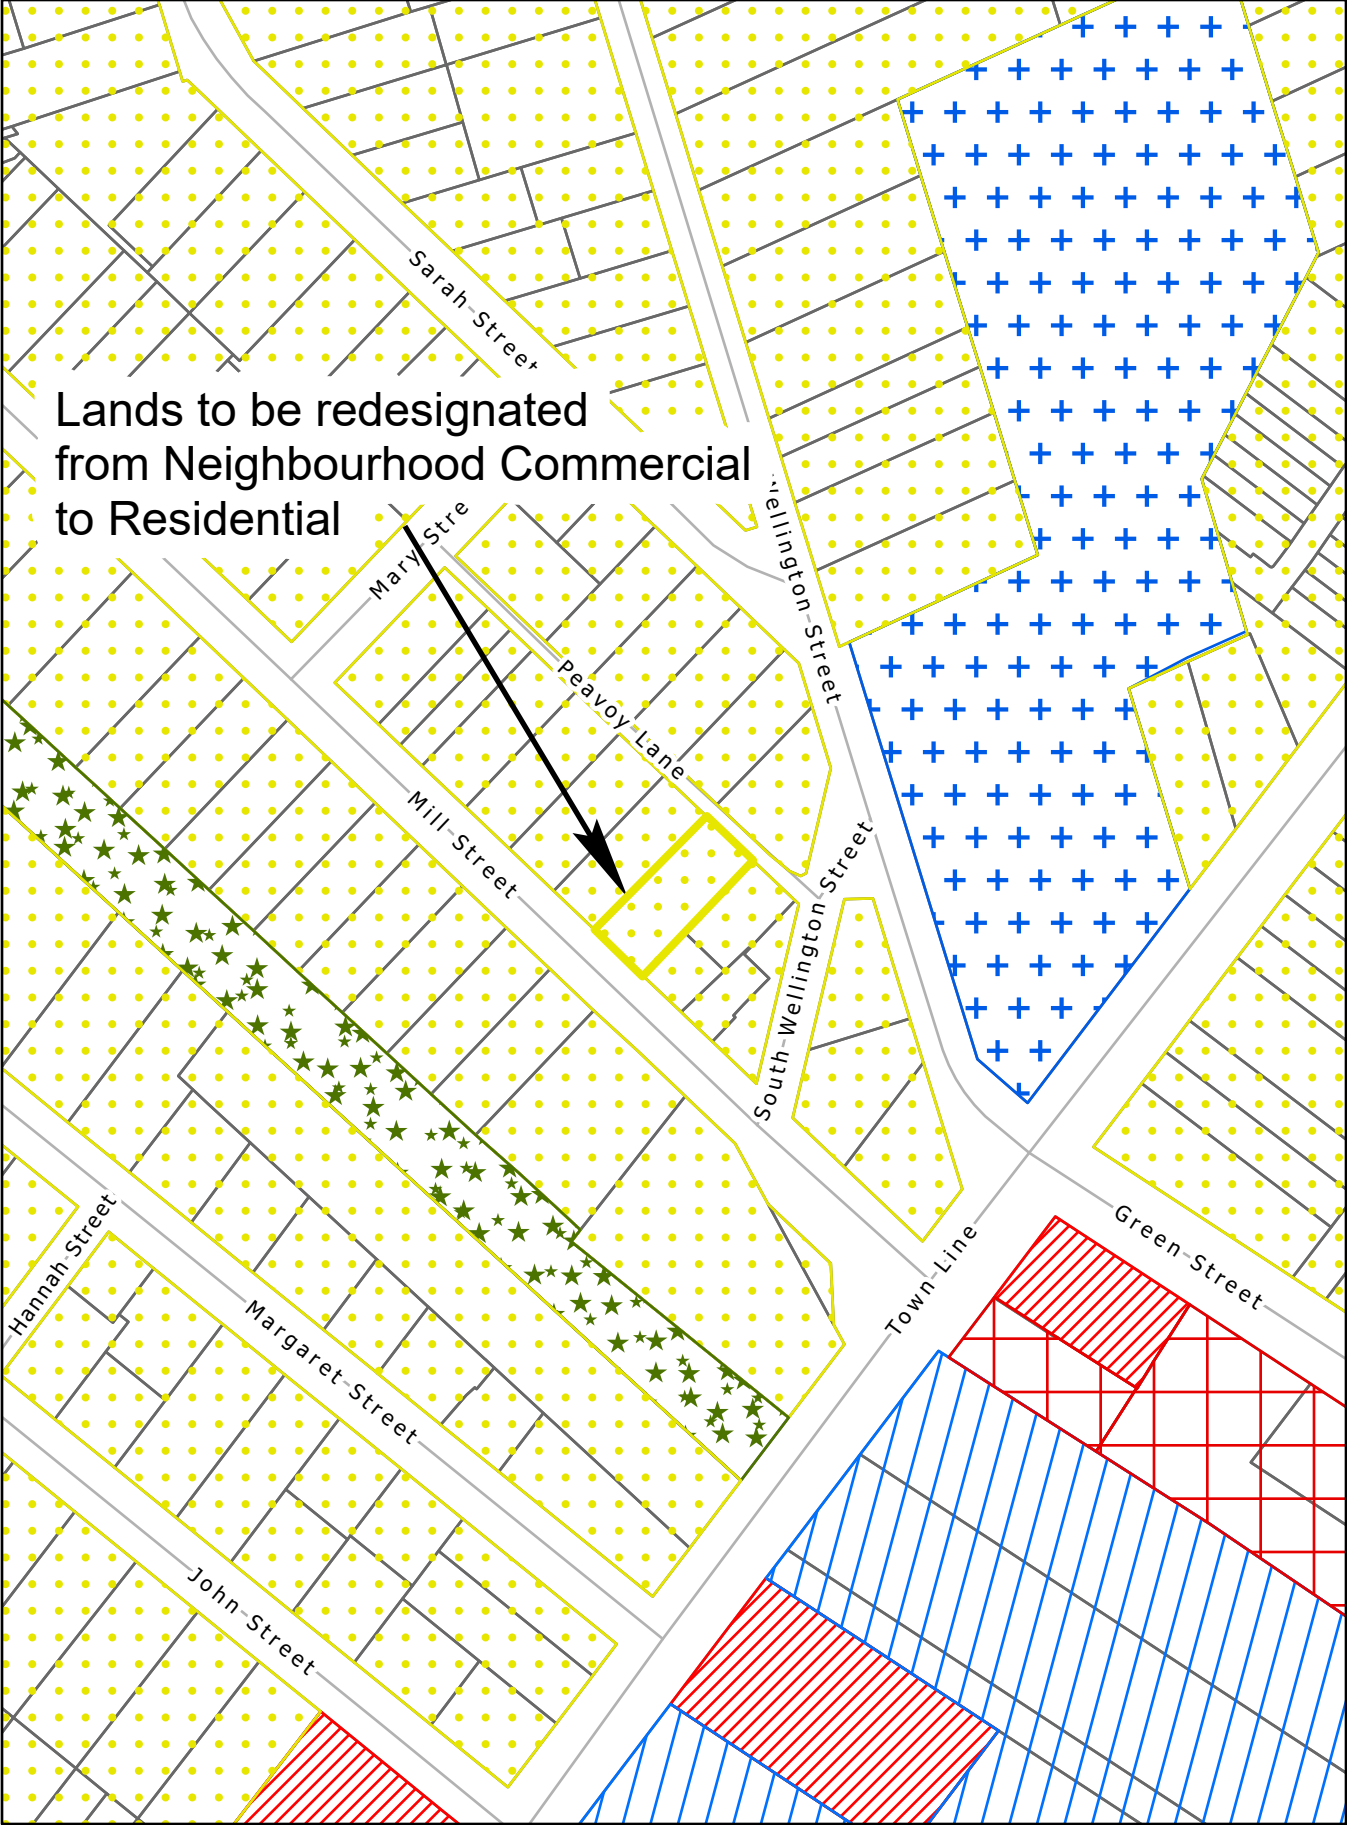 Sarah Street
Lands to be redesignated
from Neighbourhood Commercial
to Residential
Mary Stre
Wellington Street
Peavoy Lane
Mill Street
South Wellington Street
Green Street
Town Line
Hannah Street
Margaret Street
John Street